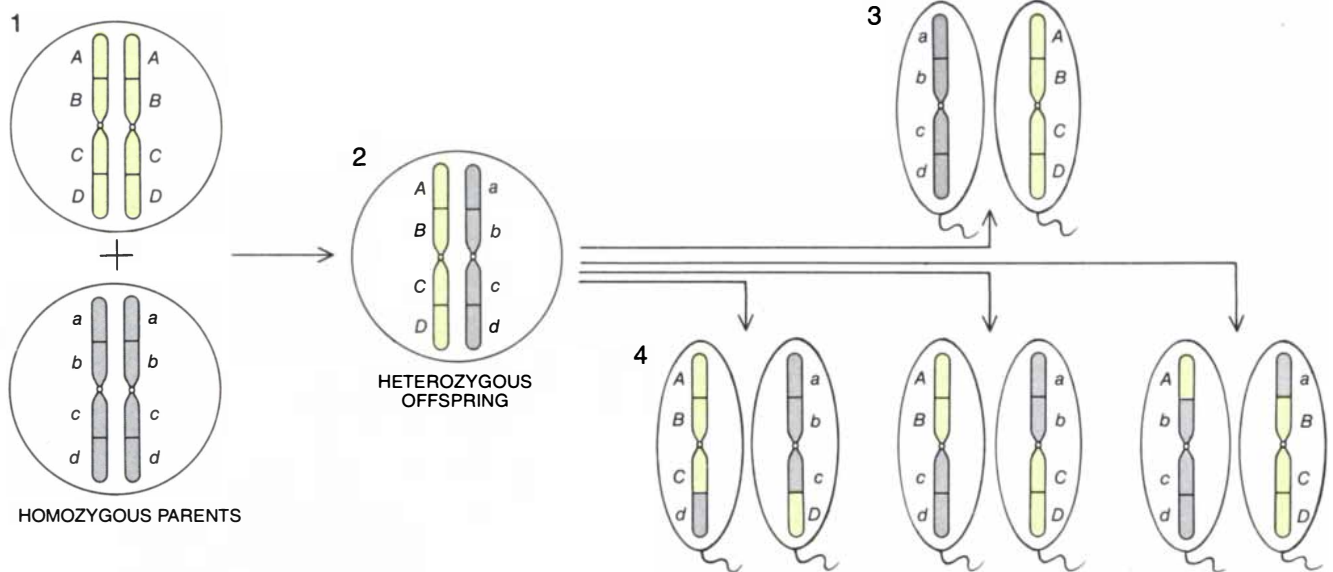 1
A A
B B
C C
D D
a a
b b
c c
d d
HOMOZYGOUS PARENTS
2
A a
B b
C c
D d
HETEROZYGOUS
OFFSPRING
3
a A
b B
c C
d D
4
A a
B b
C c
d D
A a
B b
c C
d D
A a
b B
c C
d D